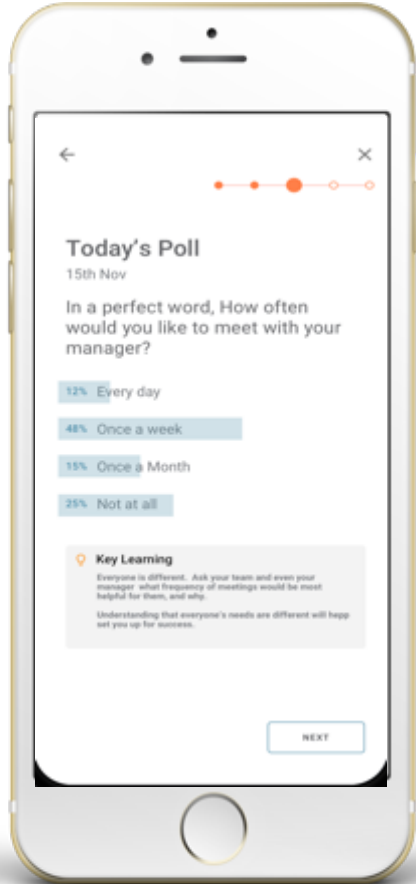 Today's Poll
15th Nov
In a perfect word, How often
would you like to meet with your
manager?
12% Every day
48% Once a week
15% Once a Month
25% Not at all
Key Learning
Everyone is different. Ask your team and even your
manager what frequency of meetings would be most
helpful for them, and why.
Understanding that everyone's needs are different will hepp
set you up for success.
NEXT